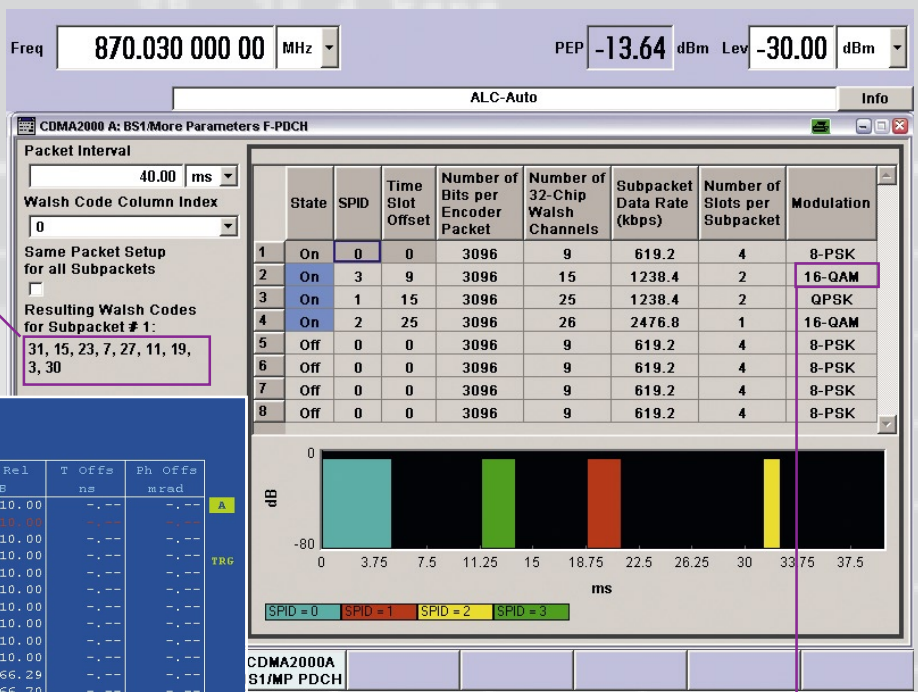 Freq 870.030 000 00 MHz PEP -13.64 dBm Lev -30.00 dBm
ALC-Auto Info
CDMA2000 A: BS1/More Parameters F-PDCH
Packet Interval
40.00 ms
Walsh Code Column Index
0
Same Packet Setup
for all Subpackets
Resulting Walsh Codes
for Subpacket # 1:
31, 15, 23, 7, 27, 11, 19,
3, 30
State SPID Time Slot Offset Number of Bits per Encoder Packet Number of 32-Chip Walsh Channels Subpacket Data Rate (kbps) Number of Slots per Subpacket Modulation
1 On 0 0 3096 9 619.2 4 8-PSK
2 On 3 9 3096 15 1238.4 2 16-QAM
3 On 1 15 3096 25 1238.4 2 QPSK
4 On 2 25 3096 26 2476.8 1 16-QAM
5 Off 0 0 3096 9 619.2 4 8-PSK
6 Off 0 0 3096 9 619.2 4 8-PSK
7 Off 0 0 3096 9 619.2 4 8-PSK
8 Off 0 0 3096 9 619.2 4 8-PSK
0
dB
-80
0 3.75 7.5 11.25 15 18.75 22.5 26.25 30 33.75 37.5
ms
SPID = 0 SPID = 1 SPID = 2 SPID = 3
Rel T Offs Ph Offs
B ns mrad
10.00 -.-- -.-- A
10.00 -.-- -.--
10.00 -.-- -.--
10.00 -.-- -.-- TRG
10.00 -.-- -.--
10.00 -.-- -.--
10.00 -.-- -.--
10.00 -.-- -.--
10.00 -.-- -.--
10.00 -.-- -.--
66.29 -.-- -.--
CDMA2000A
S1/MP PDCH